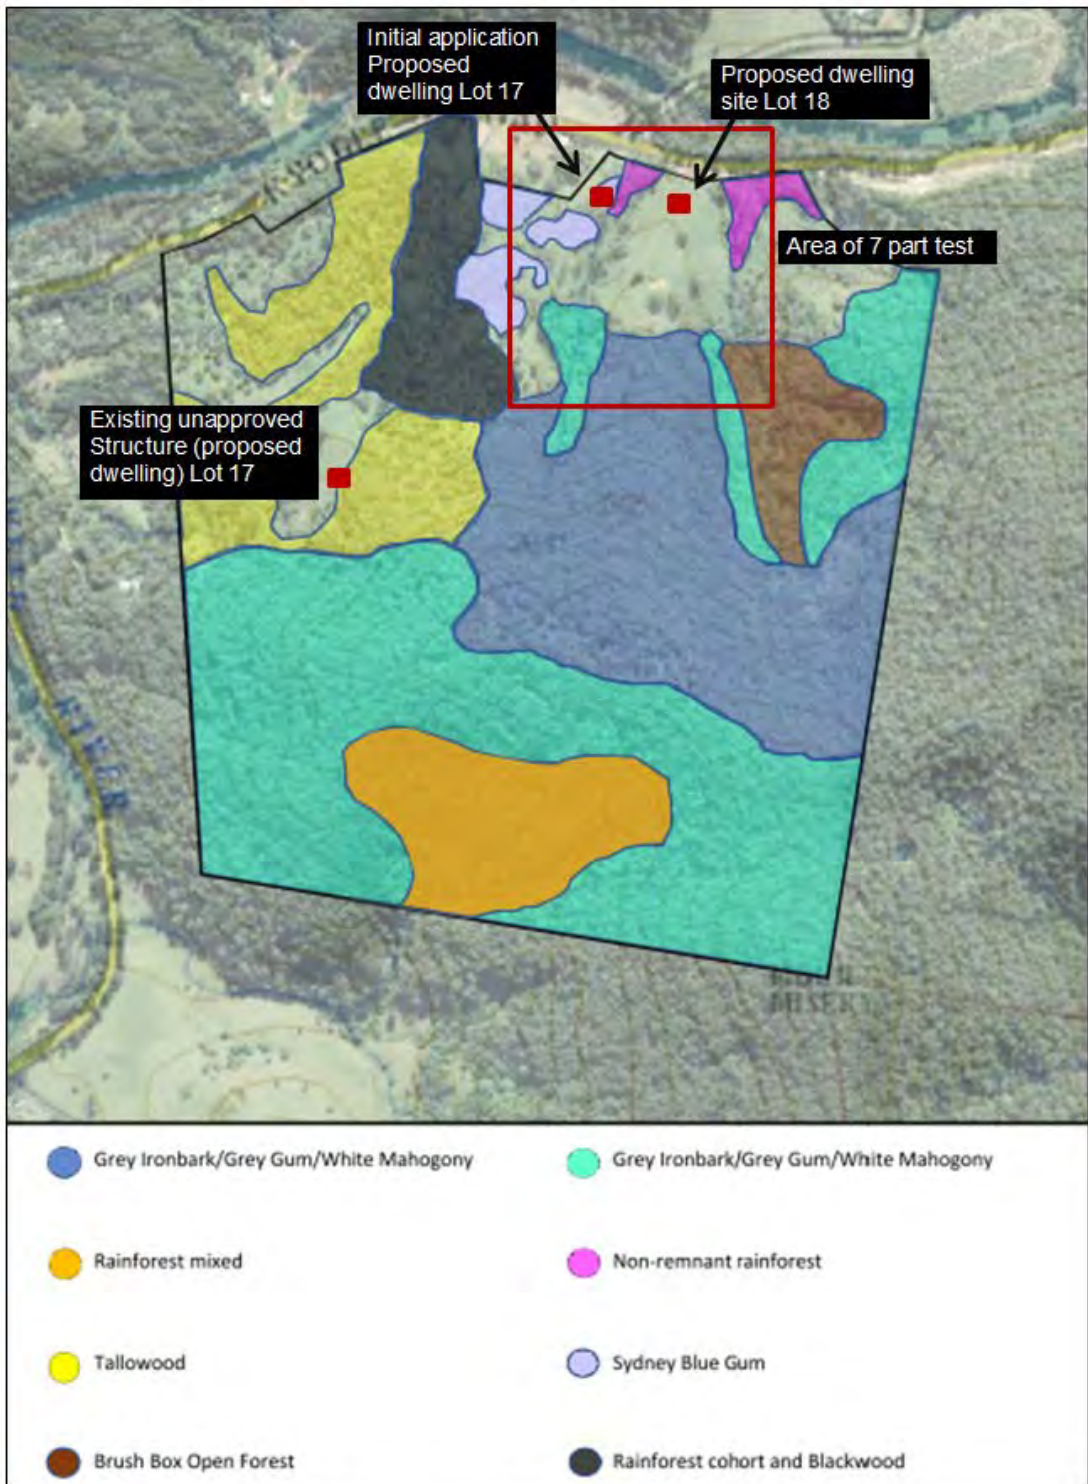 Initial application
Proposed
dwelling Lot 17
Proposed dwelling
site Lot 18
Area of 7 part test
Existing unapproved
Structure (proposed
dwelling) Lot 17
RIVER
MISERY
Grey Ironbark/Grey Gum/White Mahogony
Grey Ironbark/Grey Gum/White Mahogony
Rainforest mixed
Non-remnant rainforest
Tallowood
Sydney Blue Gum
Brush Box Open Forest
Rainforest cohort and Blackwood